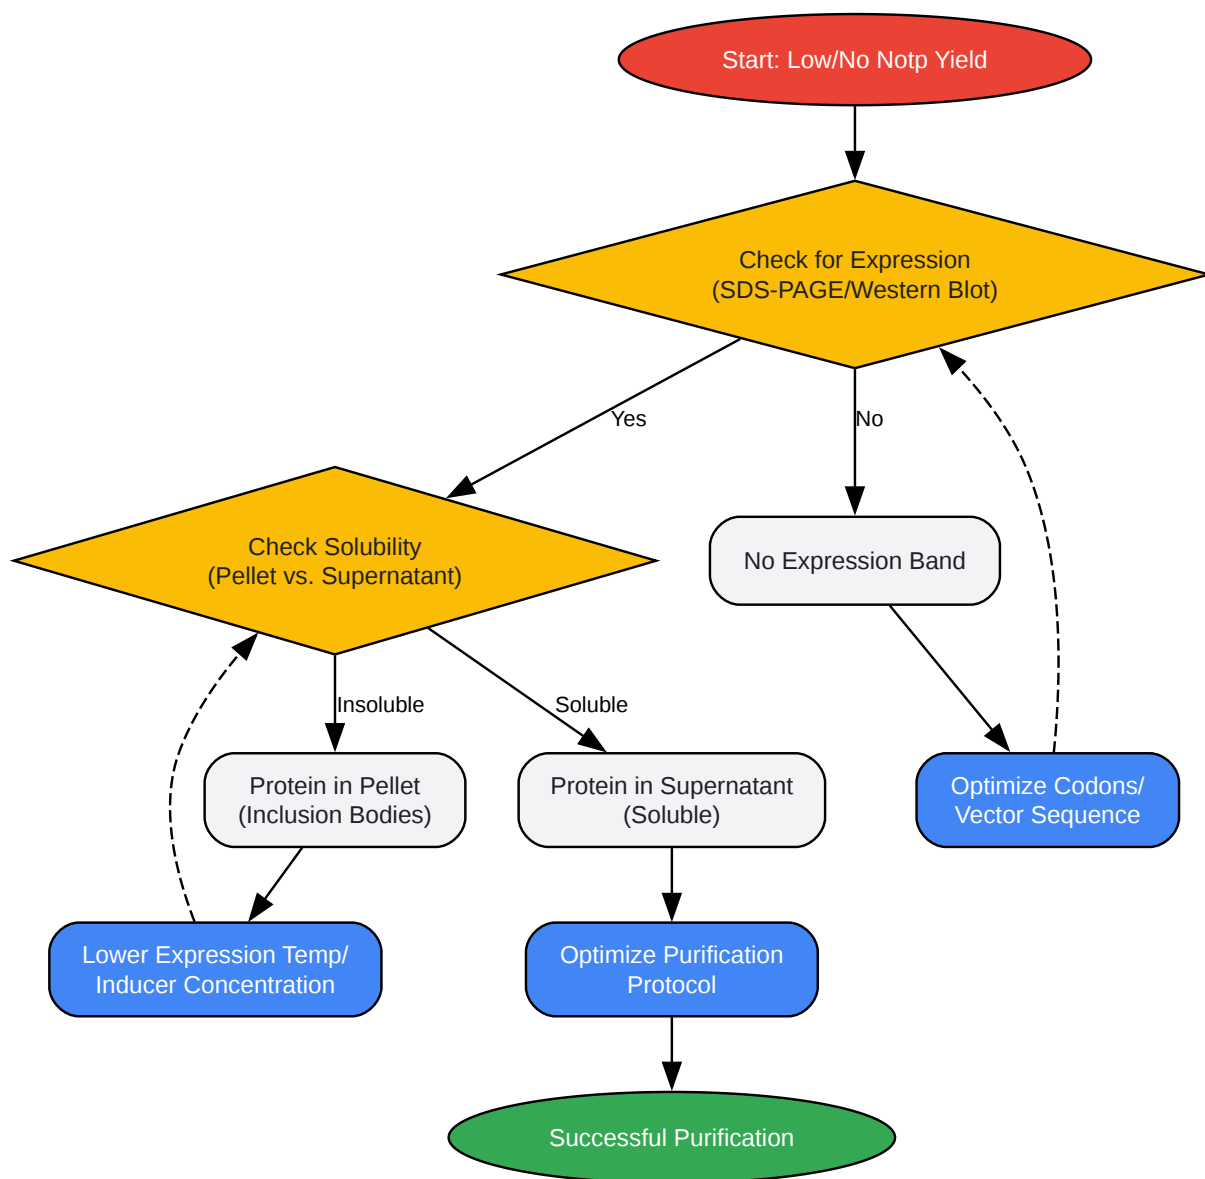 Start: Low/No Notp Yield
Check for Expression
(SDS-PAGE/Western Blot)
Yes
No
Check Solubility
(Pellet vs. Supernatant)
No Expression Band
Insoluble
Soluble
Protein in Pellet
(Inclusion Bodies)
Protein in Supernatant
(Soluble)
Optimize Codons/
Vector Sequence
Lower Expression Temp/
Inducer Concentration
Optimize Purification
Protocol
Successful Purification